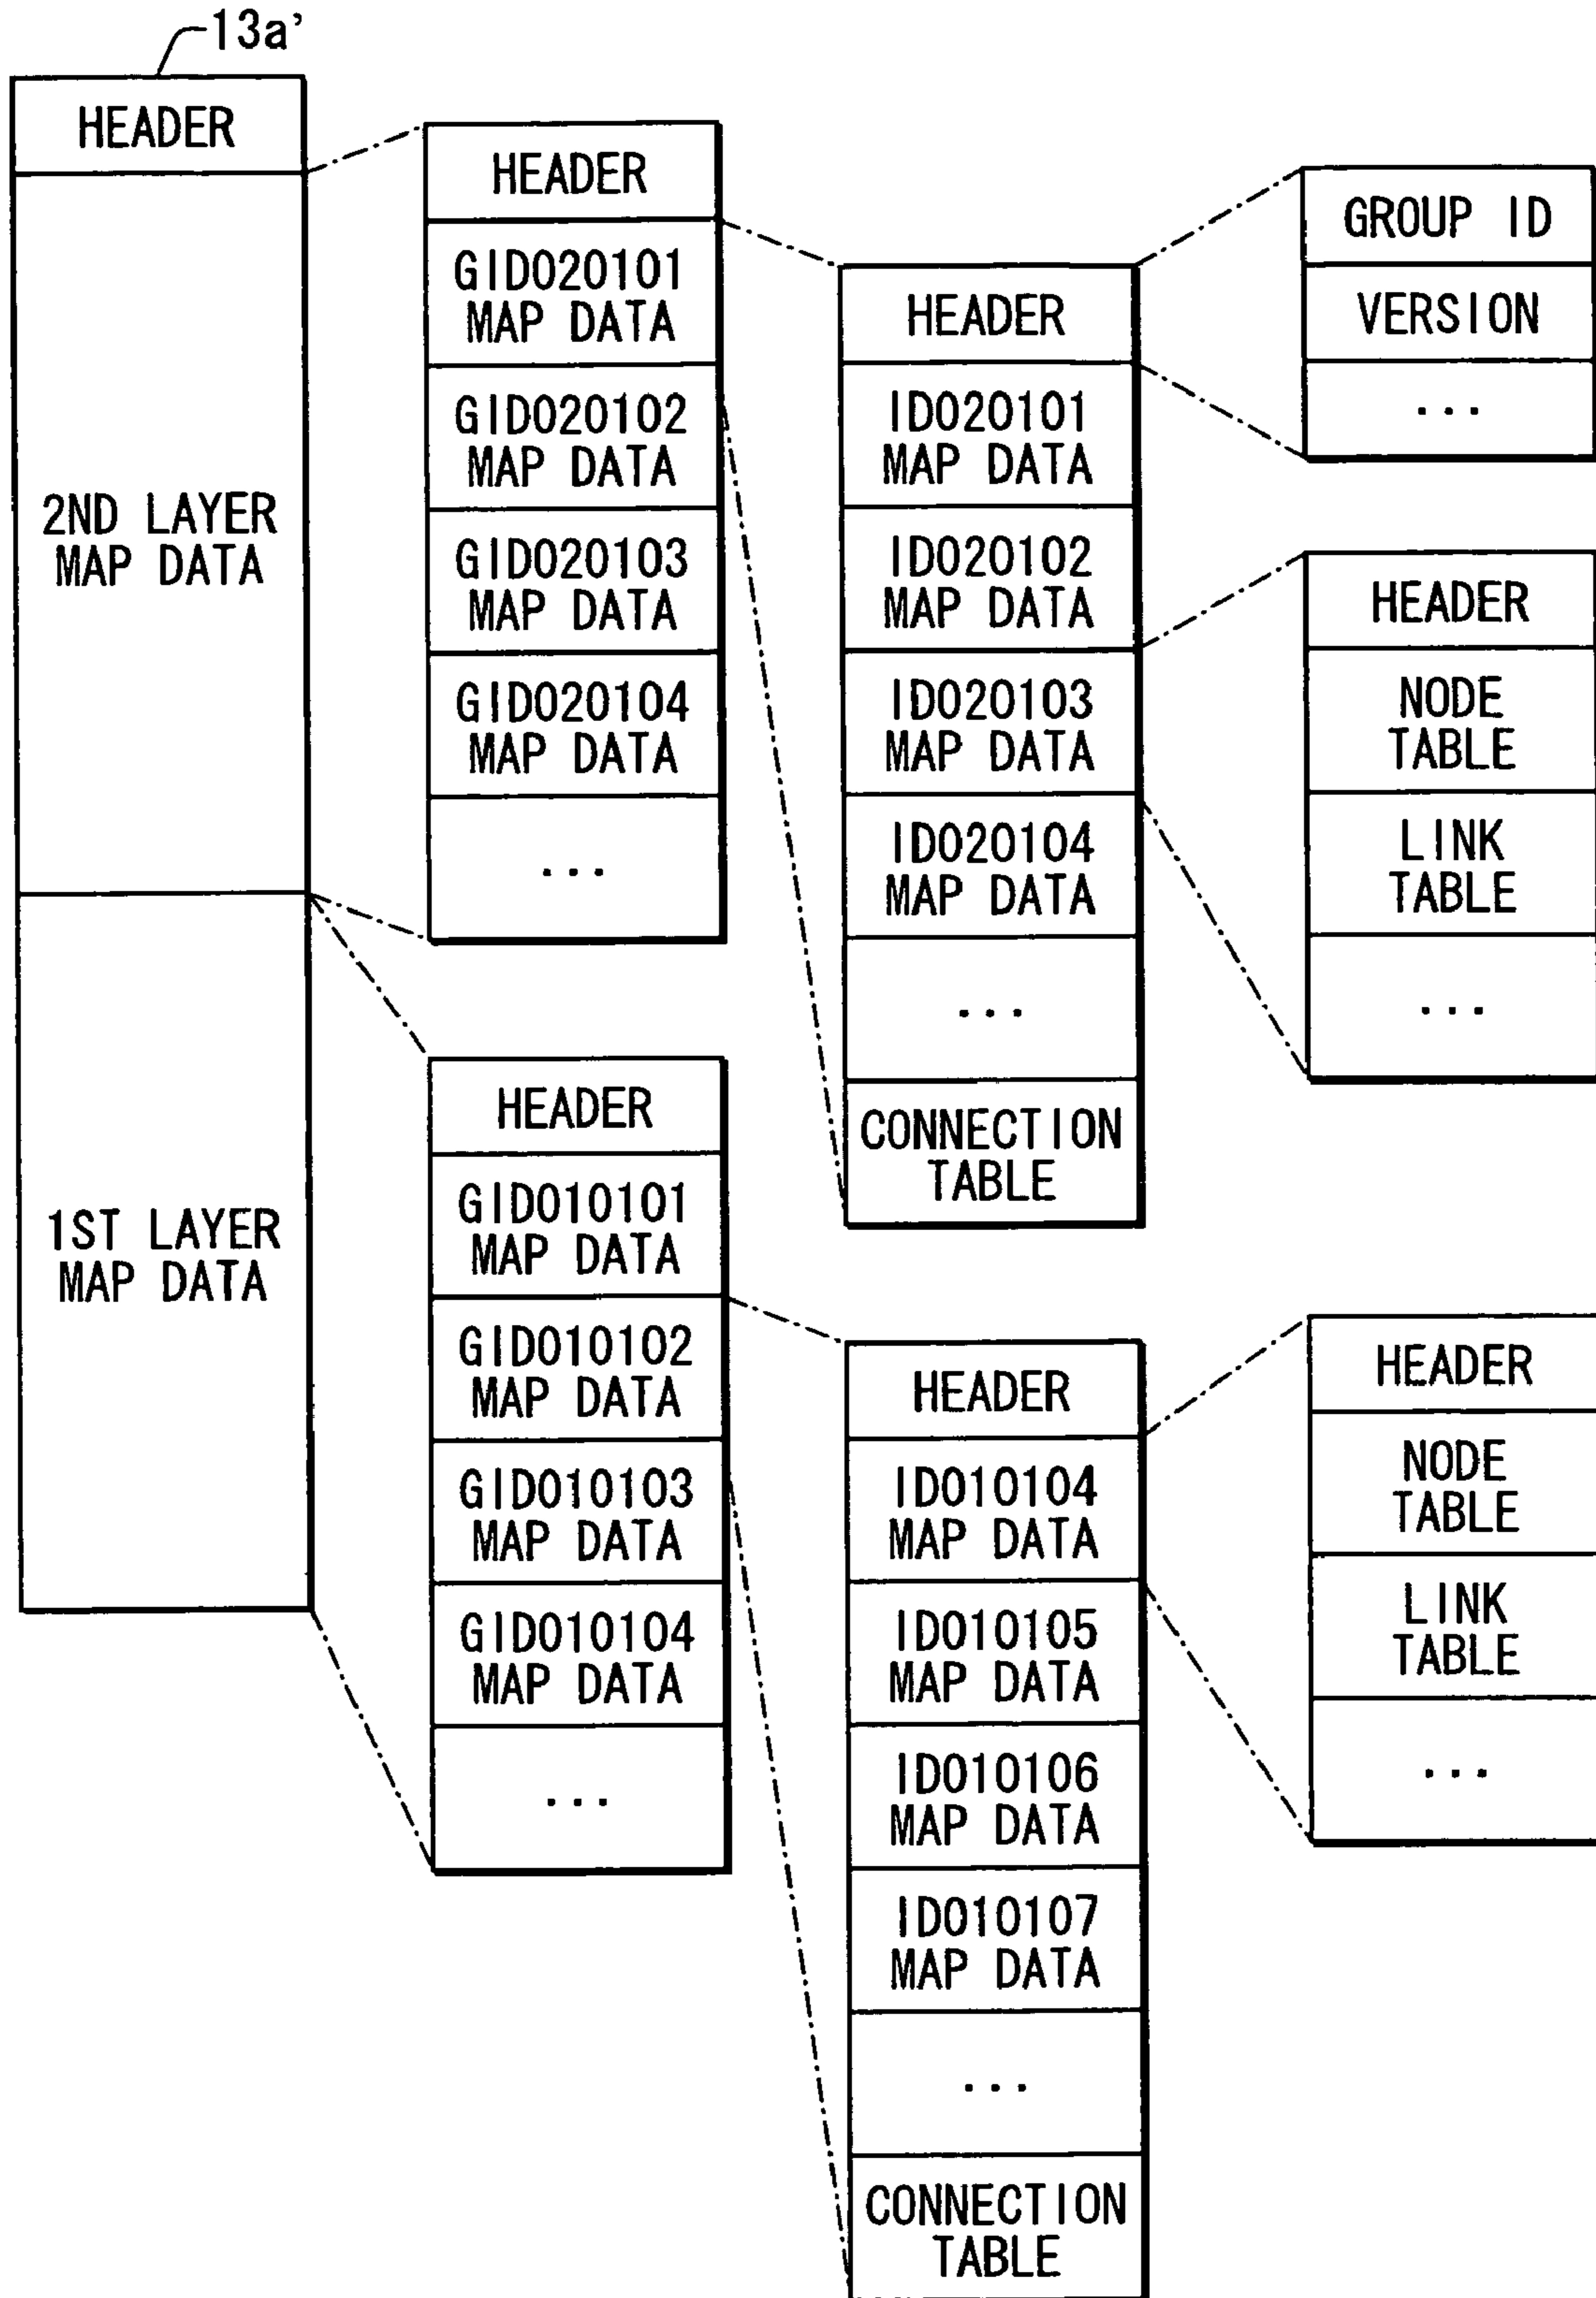 13a'
HEADER
2ND LAYER
MAP DATA
1ST LAYER
MAP DATA
HEADER
GID020101
MAP DATA
GID020102
MAP DATA
GID020103
MAP DATA
GID020104
MAP DATA
...
HEADER
GID010101
MAP DATA
GID010102
MAP DATA
GID010103
MAP DATA
GID010104
MAP DATA
...
HEADER
ID020101
MAP DATA
ID020102
MAP DATA
ID020103
MAP DATA
ID020104
MAP DATA
...
CONNECTION
TABLE
HEADER
ID010104
MAP DATA
ID010105
MAP DATA
ID010106
MAP DATA
ID010107
MAP DATA
...
CONNECTION
TABLE
GROUP ID
VERSION
...
HEADER
NODE
TABLE
LINK
TABLE
...
HEADER
NODE
TABLE
LINK
TABLE
...